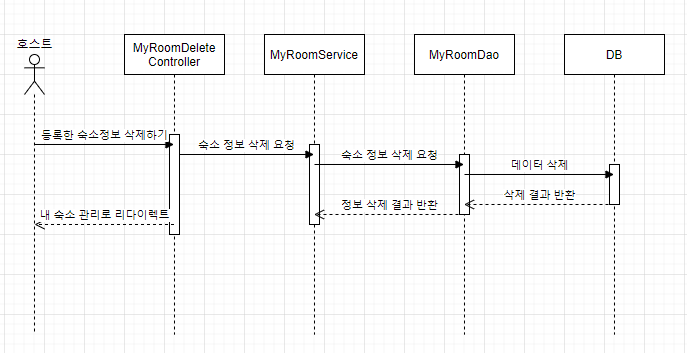 호스트
MyRoomDelete
Controller
MyRoomService
MyRoomDao
DB
등록한 숙소정보 삭제하기
숙소 정보 삭제 요청
숙소 정보 삭제 요청
데이터 삭제
삭제 결과 반환
정보 삭제 결과 반환
내 숙소 관리로 리다이렉트